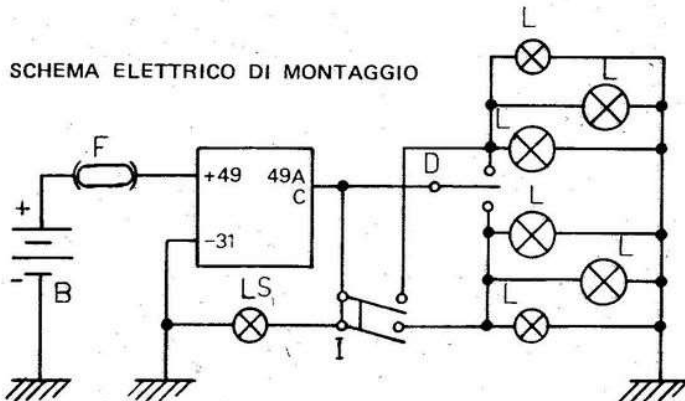 L
SCHEMA ELETTRICO DI MONTAGGIO
L
L
F
+49 49A
C
D
L
+
-31
L
-
B
LS
L
I